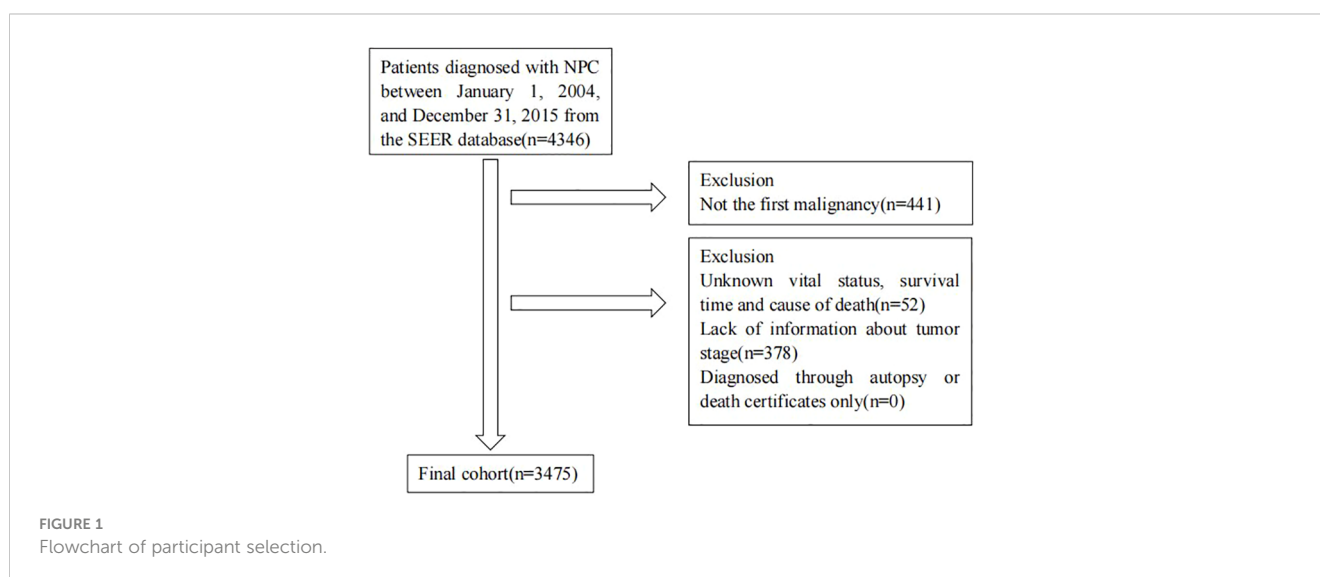 Patients diagnosed with NPC
between January 1, 2004,
and December 31, 2015 from
the SEER database(n=4346)
Exclusion
Not the first malignancy(n=441)
Exclusion
Unknown vital status, survival
time and cause of death(n=52)
Lack of information about tumor
stage(n=378)
Diagnosed through autopsy or
death certificates only(n=0)
Final cohort(n=3475)
FIGURE 1
Flowchart of participant selection.